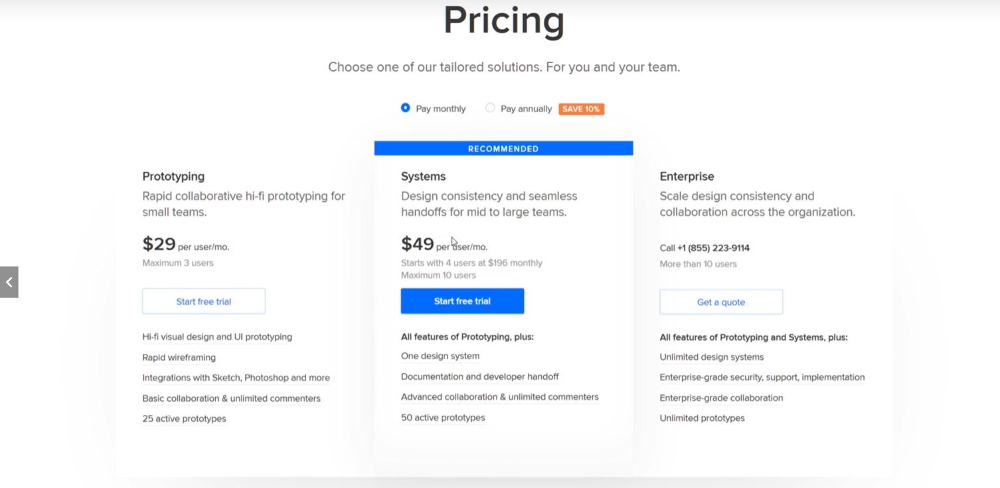 Pricing
Choose one of our tailored solutions. For you and your team.
Pay monthly Pay annually SAVE 10%
RECOMMENDED
Prototyping
Rapid collaborative hi-fi prototyping for
small teams.
$29 per user/mo.
Maximum 3 users
Start free trial
Hi-fi visual design and UI prototyping
Rapid wireframing
Integrations with Sketch, Photoshop and more
Basic collaboration & unlimited commenters
25 active prototypes
Systems
Design consistency and seamless
handoffs for mid to large teams.
$49 per user/mo.
Starts with 4 users at $196 monthly
Maximum 10 users
Start free trial
All features of Prototyping, plus:
One design system
Documentation and developer handoff
Advanced collaboration & unlimited commenters
50 active prototypes
Enterprise
Scale design consistency and
collaboration across the organization.
Call +1 (855) 223-9114
More than 10 users
Get a quote
All features of Prototyping and Systems, plus:
Unlimited design systems
Enterprise-grade security, support, implementation
Enterprise-grade collaboration
Unlimited prototypes